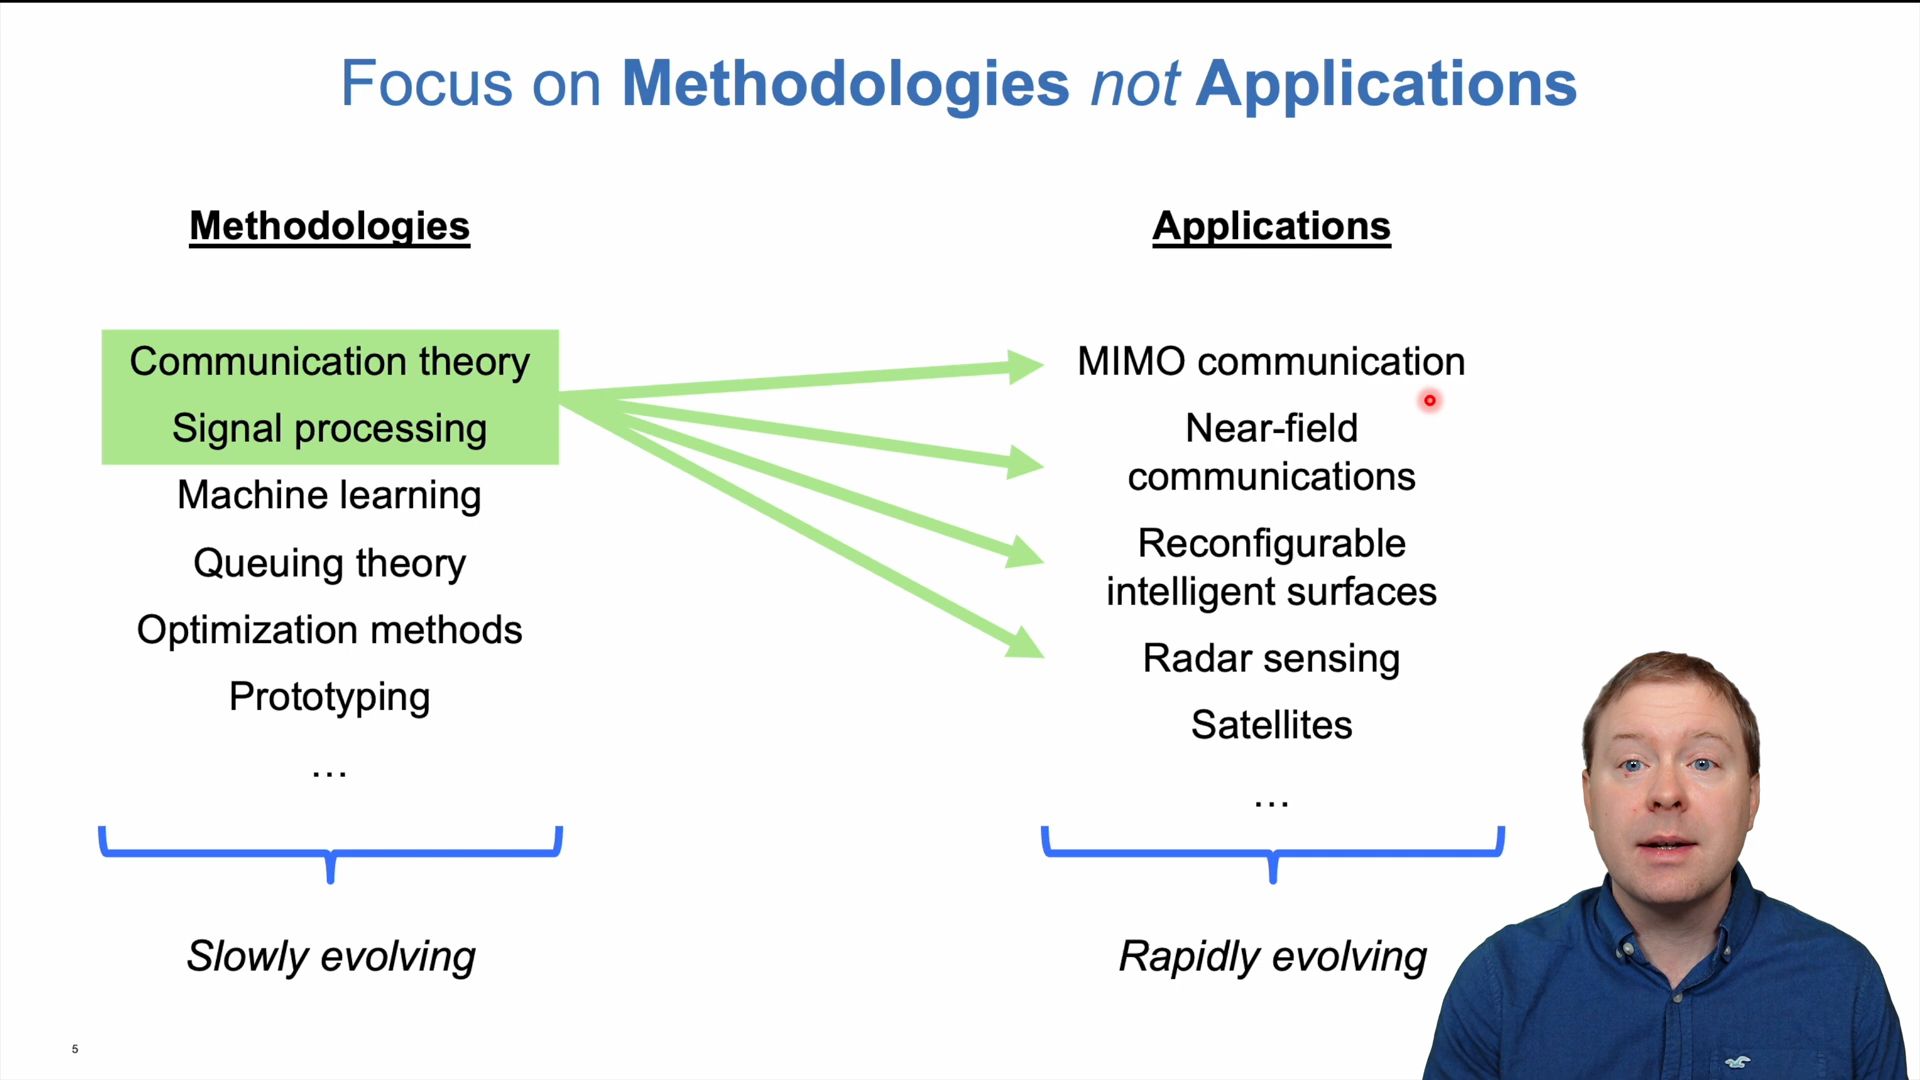 Focus on Methodologies not Applications
Methodologies
Communication theory
Signal processing
Machine learning
Queuing theory
Optimization methods
Prototyping
...
Slowly evolving
Applications
MIMO communication
Near-field
communications
Reconfigurable
intelligent surfaces
Radar sensing
Satellites
...
Rapidly evolving
5